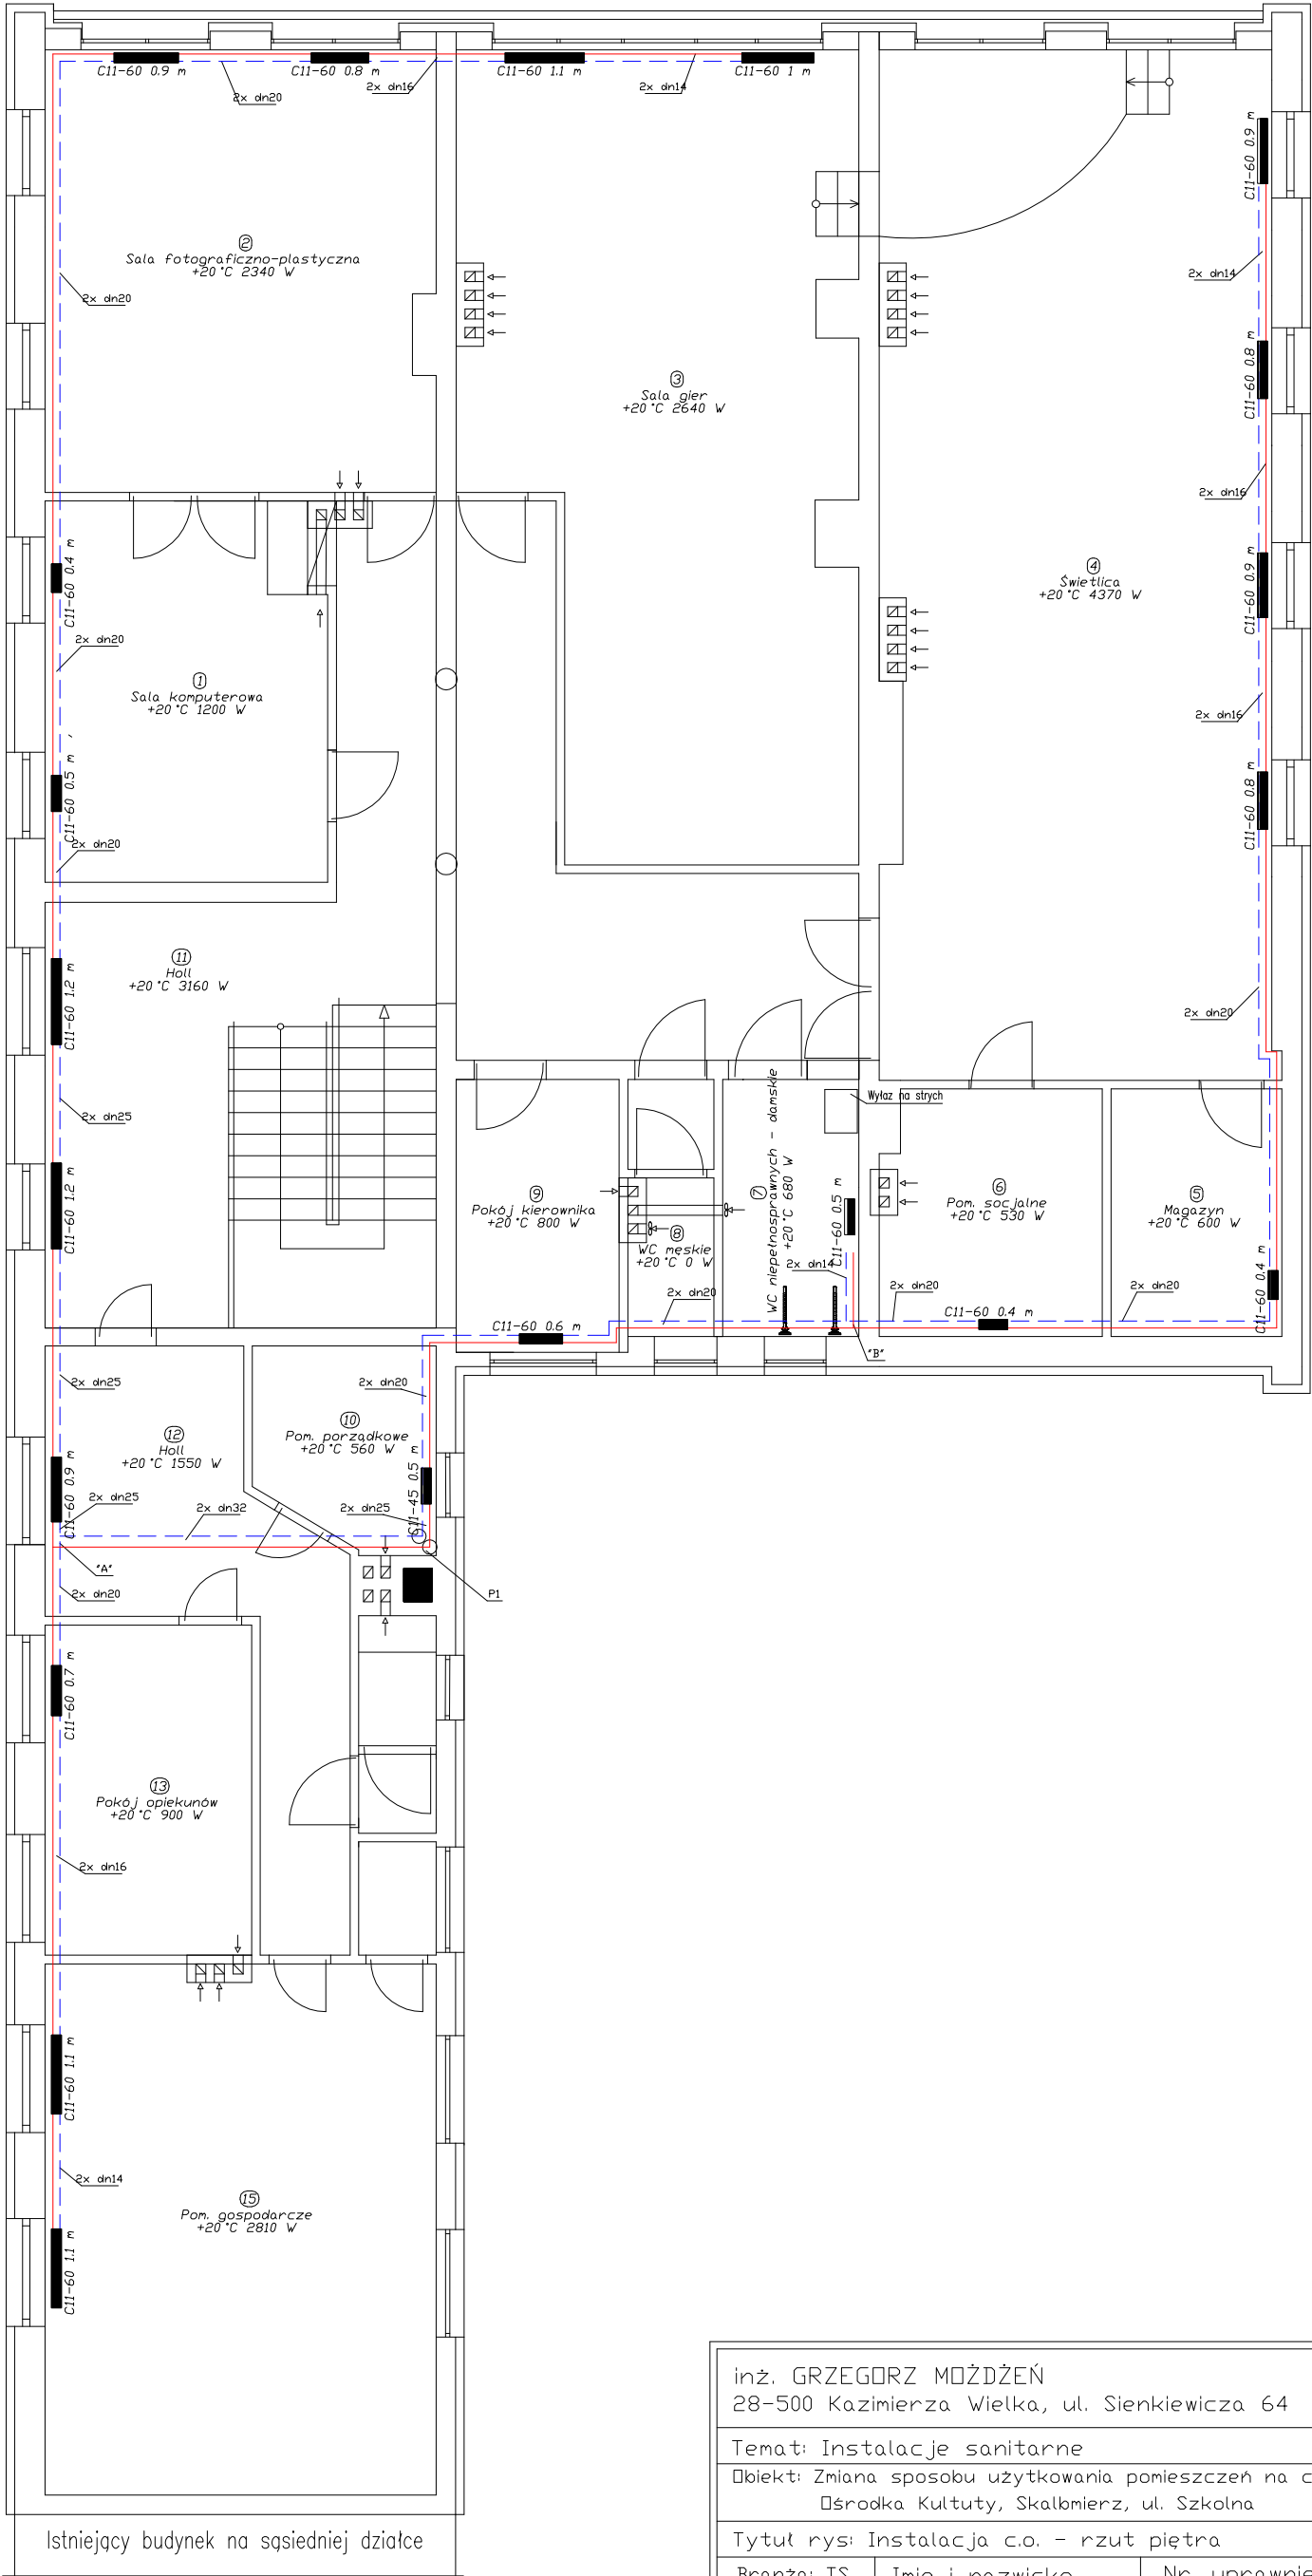 C11-60 0.9 m
C11-60 0.8 m
C11-60 1.1 m
C11-60 1 m
2x dn20
2x dn16
2x dn14
C11-60 0.9 m
2
Sala fotograficzno-plastyczna
+20°C 2340 W
2x dn20
2x dn14
C11-60 0.8 m
3
Sala gier
+20°C 2640 W
2x dn16
C11-60 0.4 m
C11-60 0.9 m
4
Świetlica
+20°C 4370 W
2x dn20
1
Sala komputerowa
+20°C 1200 W
2x dn16
C11-60 0.5 m
C11-60 0.8 m
2x dn20
11
Holl
+20°C 3160 W
C11-60 1.2 m
2x dn20
2x dn25
Wyłaz na strych
C11-60 1.2 m
9
Pokój kierownika
+20°C 800 W
8
WC męskie
+20°C 0 W
7
WC niepełnosprawnych - damskie
+20°C 680 W
C11-60 0.5 m
6
Pom. socjalne
+20°C 530 W
5
Magazyn
+20°C 600 W
2x dn14
2x dn20
2x dn20
2x dn20
C11-60 0.4 m
C11-60 0.6 m
C11-60 0.4 m
"B"
2x dn25
2x dn20
12
Holl
+20°C 1550 W
10
Pom. porządkowe
+20°C 560 W
C11-60 0.9 m
C11-45 0.5 m
2x dn25
2x dn32
2x dn25
"A"
2x dn20
P1
C11-60 0.7 m
13
Pokój opiekunów
+20°C 900 W
2x dn16
C11-60 1.1 m
2x dn14
15
Pom. gospodarcze
+20°C 2810 W
C11-60 1.1 m
inż. GRZEGORZ MOŻDŻEŃ
28-500 Kazimierza Wielka, ul. Sienkiewicza 64
Temat: Instalacje sanitarne
Obiekt: Zmiana sposobu użytkowania pomieszczeń na c
Ośrodka Kultuty, Skalbmierz, ul. Szkolna
Tytuł rys: Instalacja c.o. - rzut piętra
Branża: IS
Imię i nazwisko
Nr uprawnie
Istniejący budynek na sąsiedniej działce